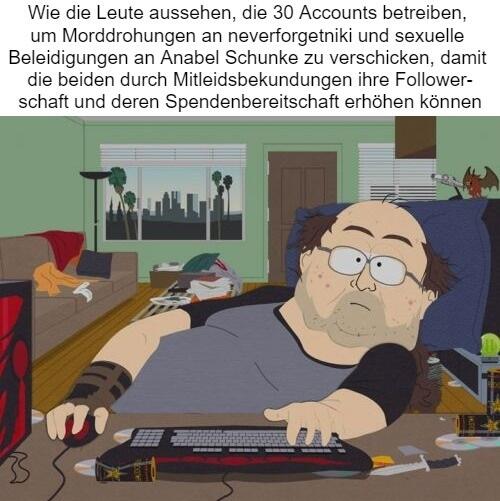 Wie die Leute aussehen, die 30 Accounts betreiben,
um Morddrohungen an neverforgetniki und sexuelle
Beleidigungen an Anabel Schunke zu verschicken, damit
die beiden durch Mitleidsbekundungen ihre Follower-
schaft und deren Spendenbereitschaft erhöhen können